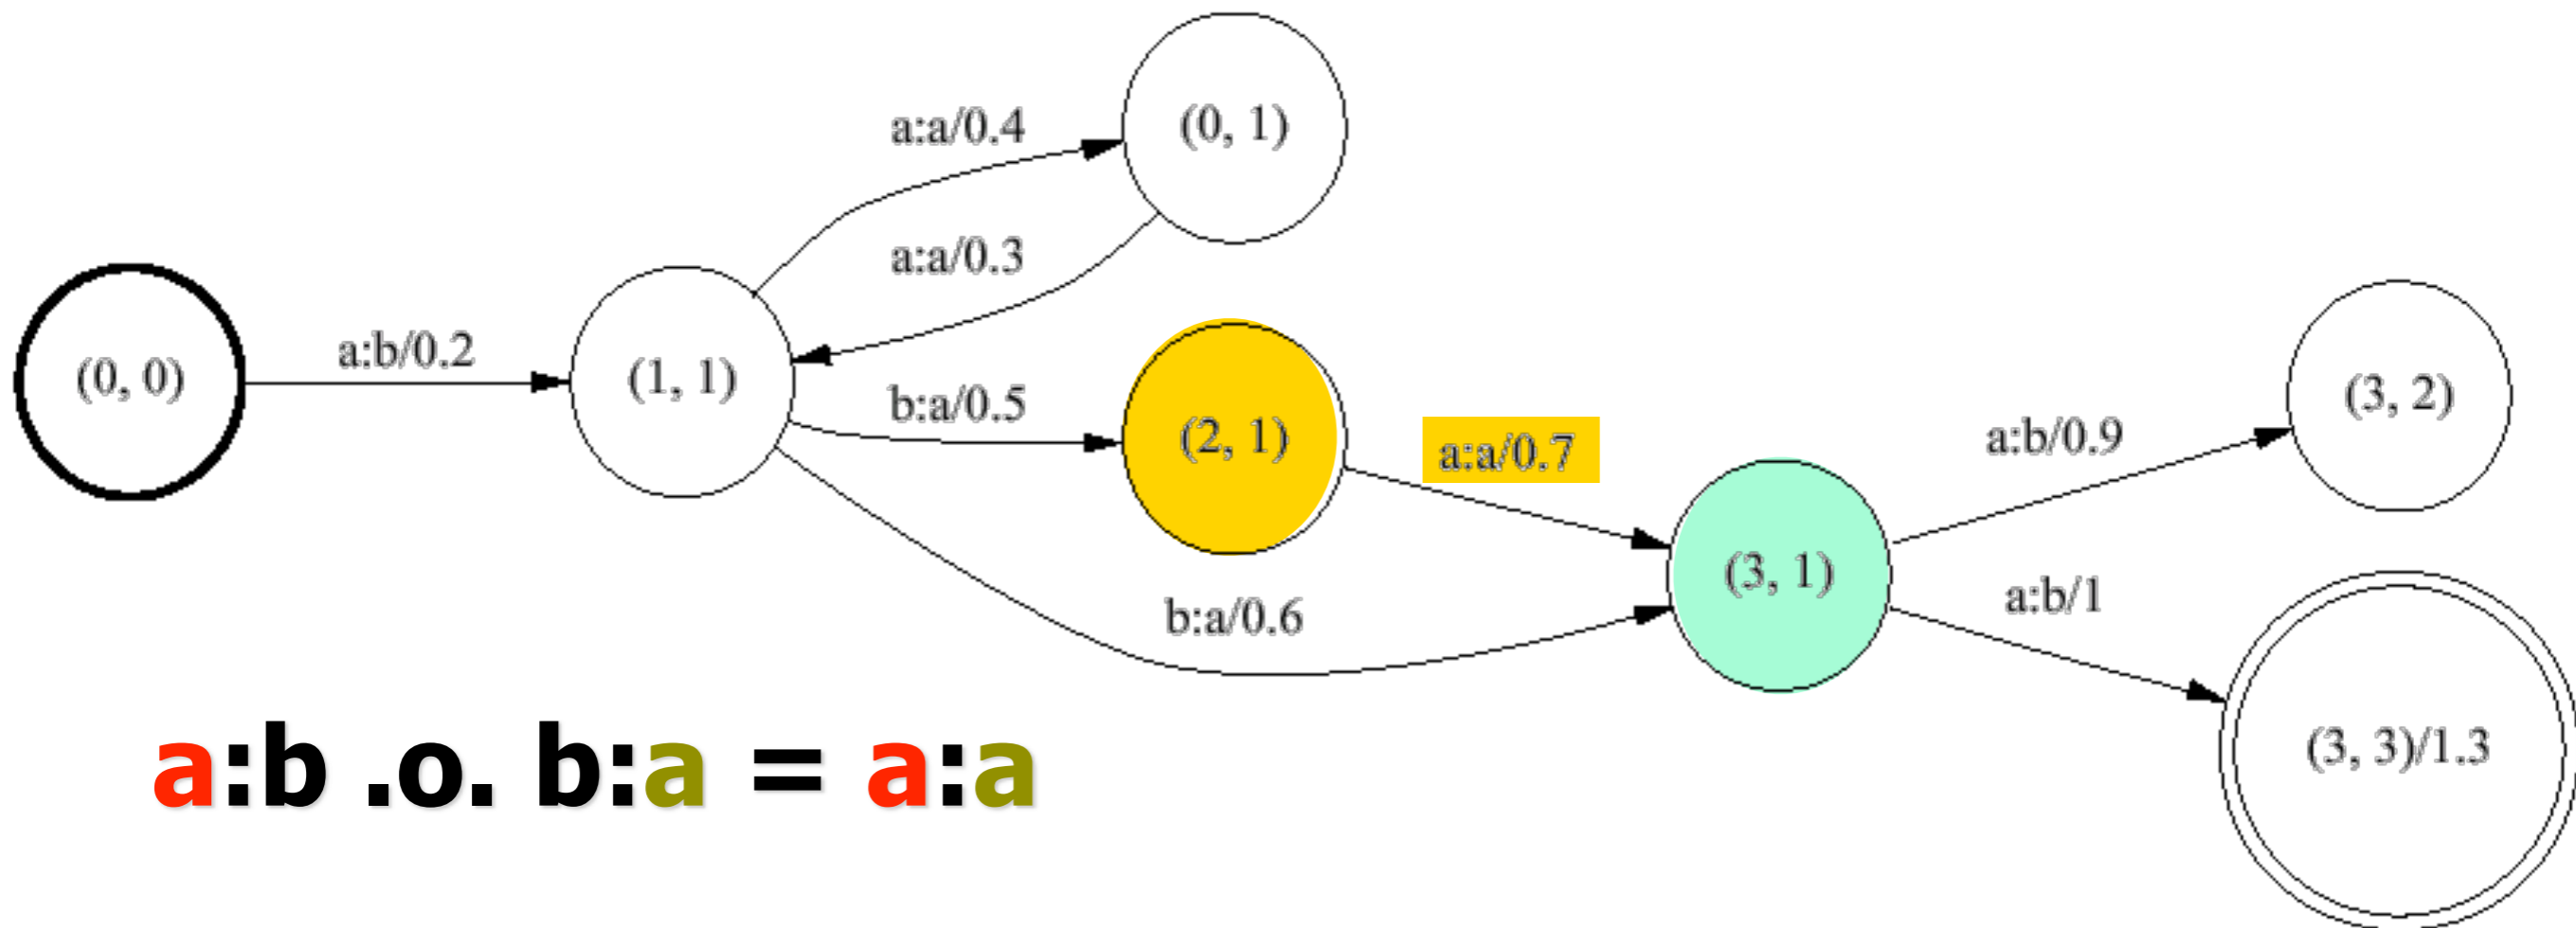 a:a/0.4
(0, 1)
a:a/0.3
(0, 0)
a:b/0.2
(1, 1)
b:a/0.5
(2, 1)
a:a/0.7
(3, 1)
a:b/0.9
(3, 2)
b:a/0.6
a:b/1
(3, 3)/1.3
a:b .o. b:a = a:a